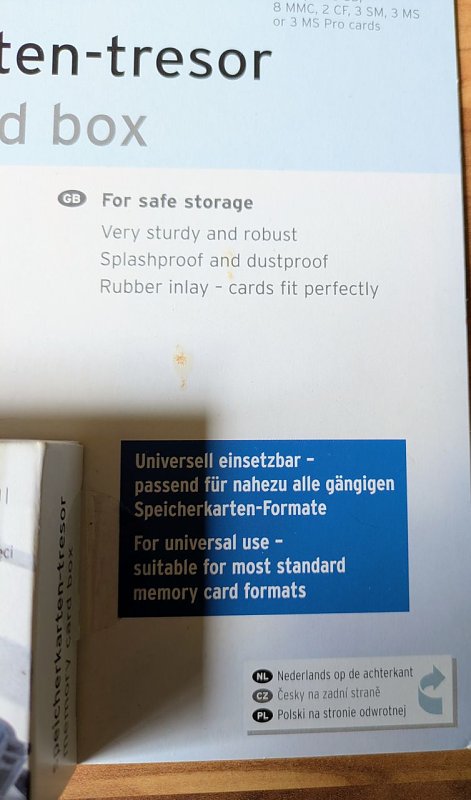 8 MMC, 2 CF, 3 SM, 3 MS
or 3 MS Pro cards
ten-tresor
d box
GB For safe storage
Very sturdy and robust
Splashproof and dustproof
Rubber inlay – cards fit perfectly
Universell einsetzbar –
passend für nahezu alle gängigen
Speicherkarten-Formate
For universal use –
suitable for most standard
memory card formats
speicherkarten-tresor
memory card box
NL Nederlands op de achterkant
CZ Česky na zadní straně
PL Polski na stronie odwrotnej